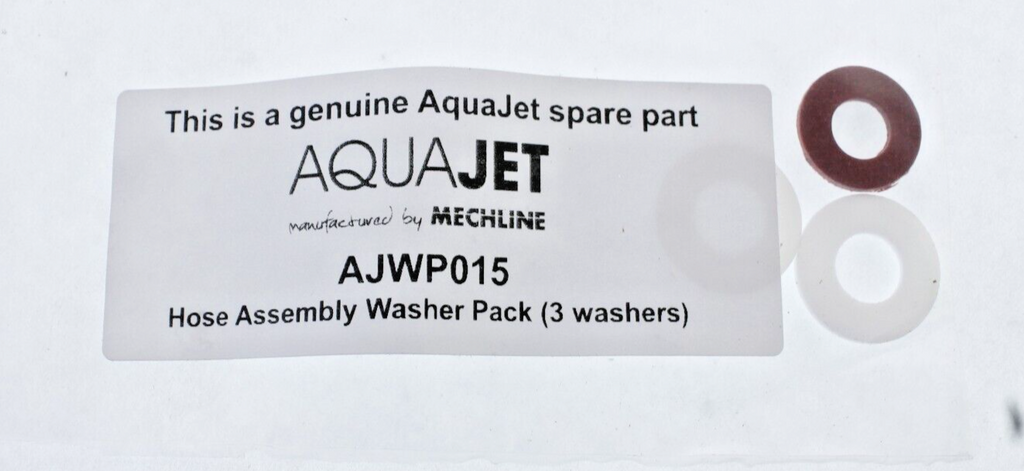 This is a genuine AquaJet spare part
AQUAJET
manufactured by MECHLINE
AJWP015
Hose Assembly Washer Pack (3 washers)